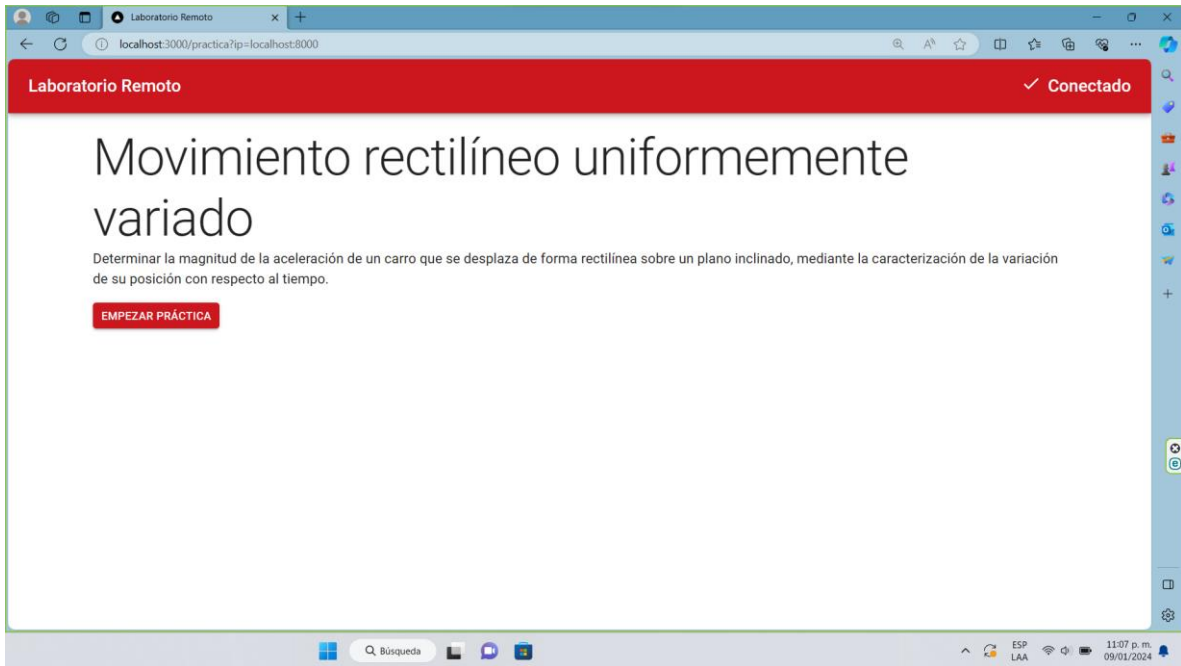 Laboratorio Remoto
localhost:3000/practica?ip=localhost:8000
Laboratorio Remoto
Conectado
Movimiento rectilíneo uniformemente
variado
Determinar la magnitud de la aceleración de un carro que se desplaza de forma rectilínea sobre un plano inclinado, mediante la caracterización de la variación
de su posición con respecto al tiempo.
EMPEZAR PRÁCTICA
Búsqueda
ESP
LAA
11:07 p. m.
09/01/2024